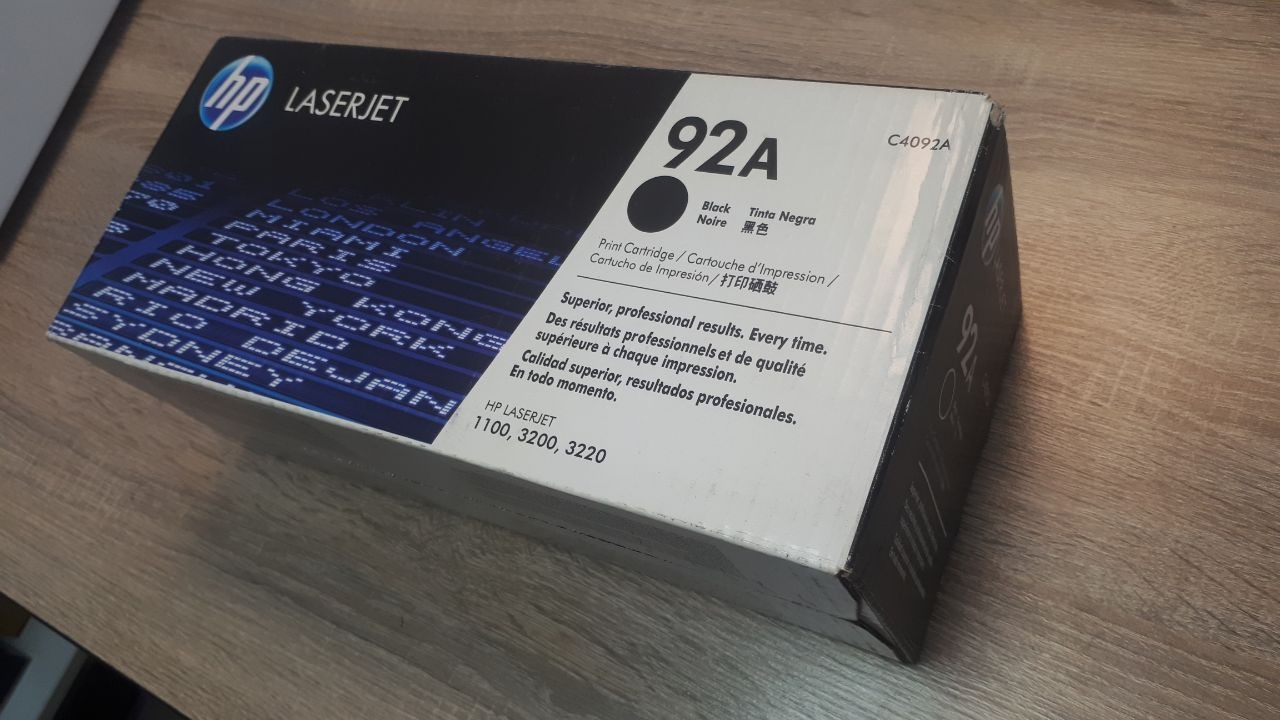 hp LASERJET
LOS ANGEL
LONDON
MIAMI
PARIS
TOKYO
HONG KONG
NEW YORK
MADRID
RIO DE JAN
SYDNEY
92A
C4092A
Black Tinta Negra
Noire 黑色
Print Cartridge / Cartouche d'Impression /
Cartucho de Impresión / 打印硒鼓
Superior, professional results. Every time.
Des résultats professionnels et de qualité
supérieure à chaque impression.
Calidad superior, resultados profesionales.
En todo momento.
HP LASERJET
1100, 3200, 3220
hp
92A